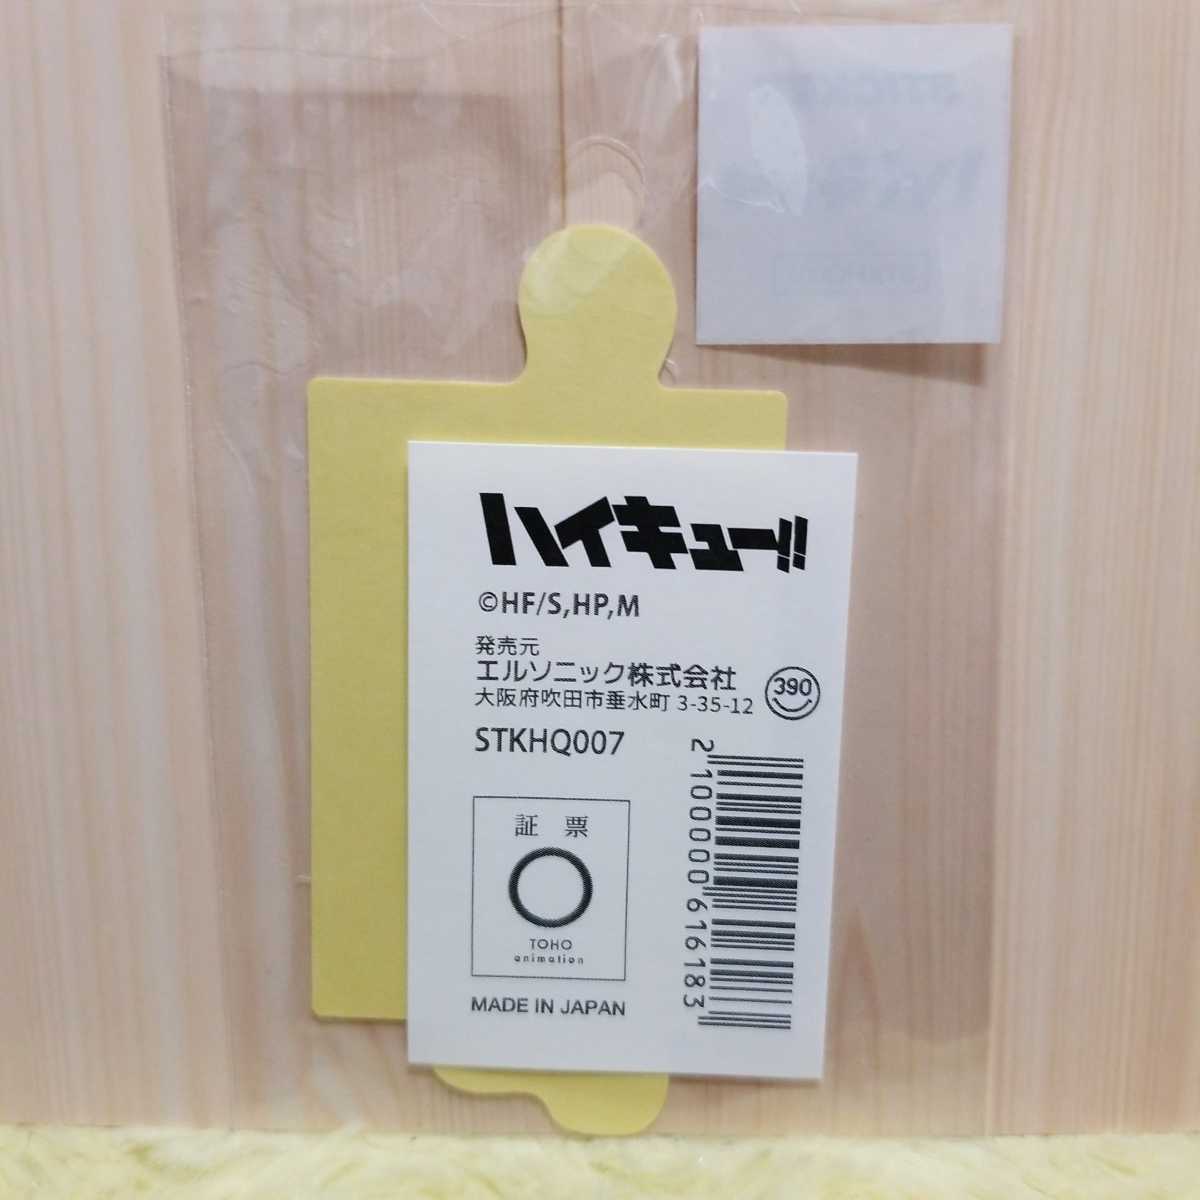 STICKER
ハイキュー!!
©HF/S,HP,M
発売元
エルソニック株式会社
大阪府吹田市垂水町 3-35-12
390
STKHQ007
2100000616183
証 票
TOHO
animation
MADE IN JAPAN